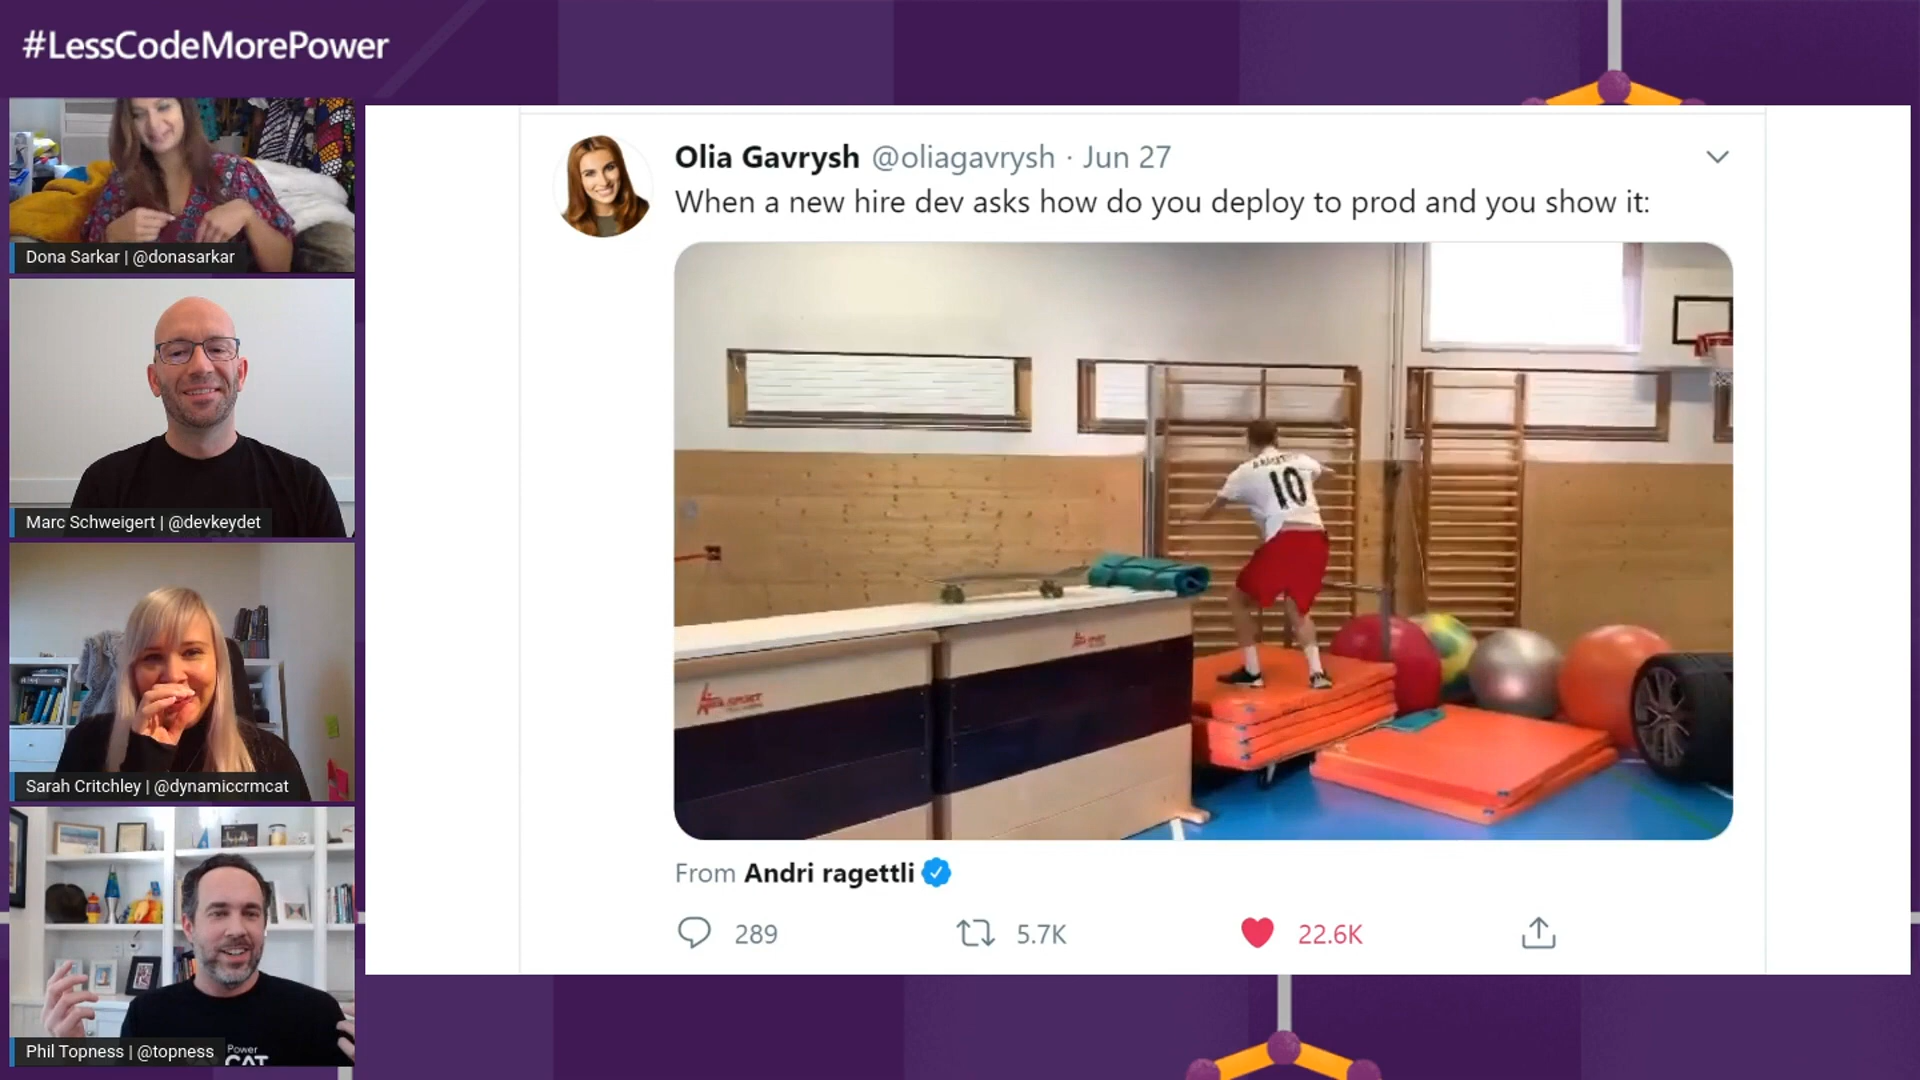 #LessCodeMorePower
Dona Sarkar | @donasarkar
Marc Schweigert | @devkeydet
Sarah Critchley | @dynamiccrmcat
Phil Topness | @topness
Power
CAT
Olia Gavrysh @oliagavrysh · Jun 27
When a new hire dev asks how do you deploy to prod and you show it:
10
From Andri ragettli
289
5.7K
22.6K